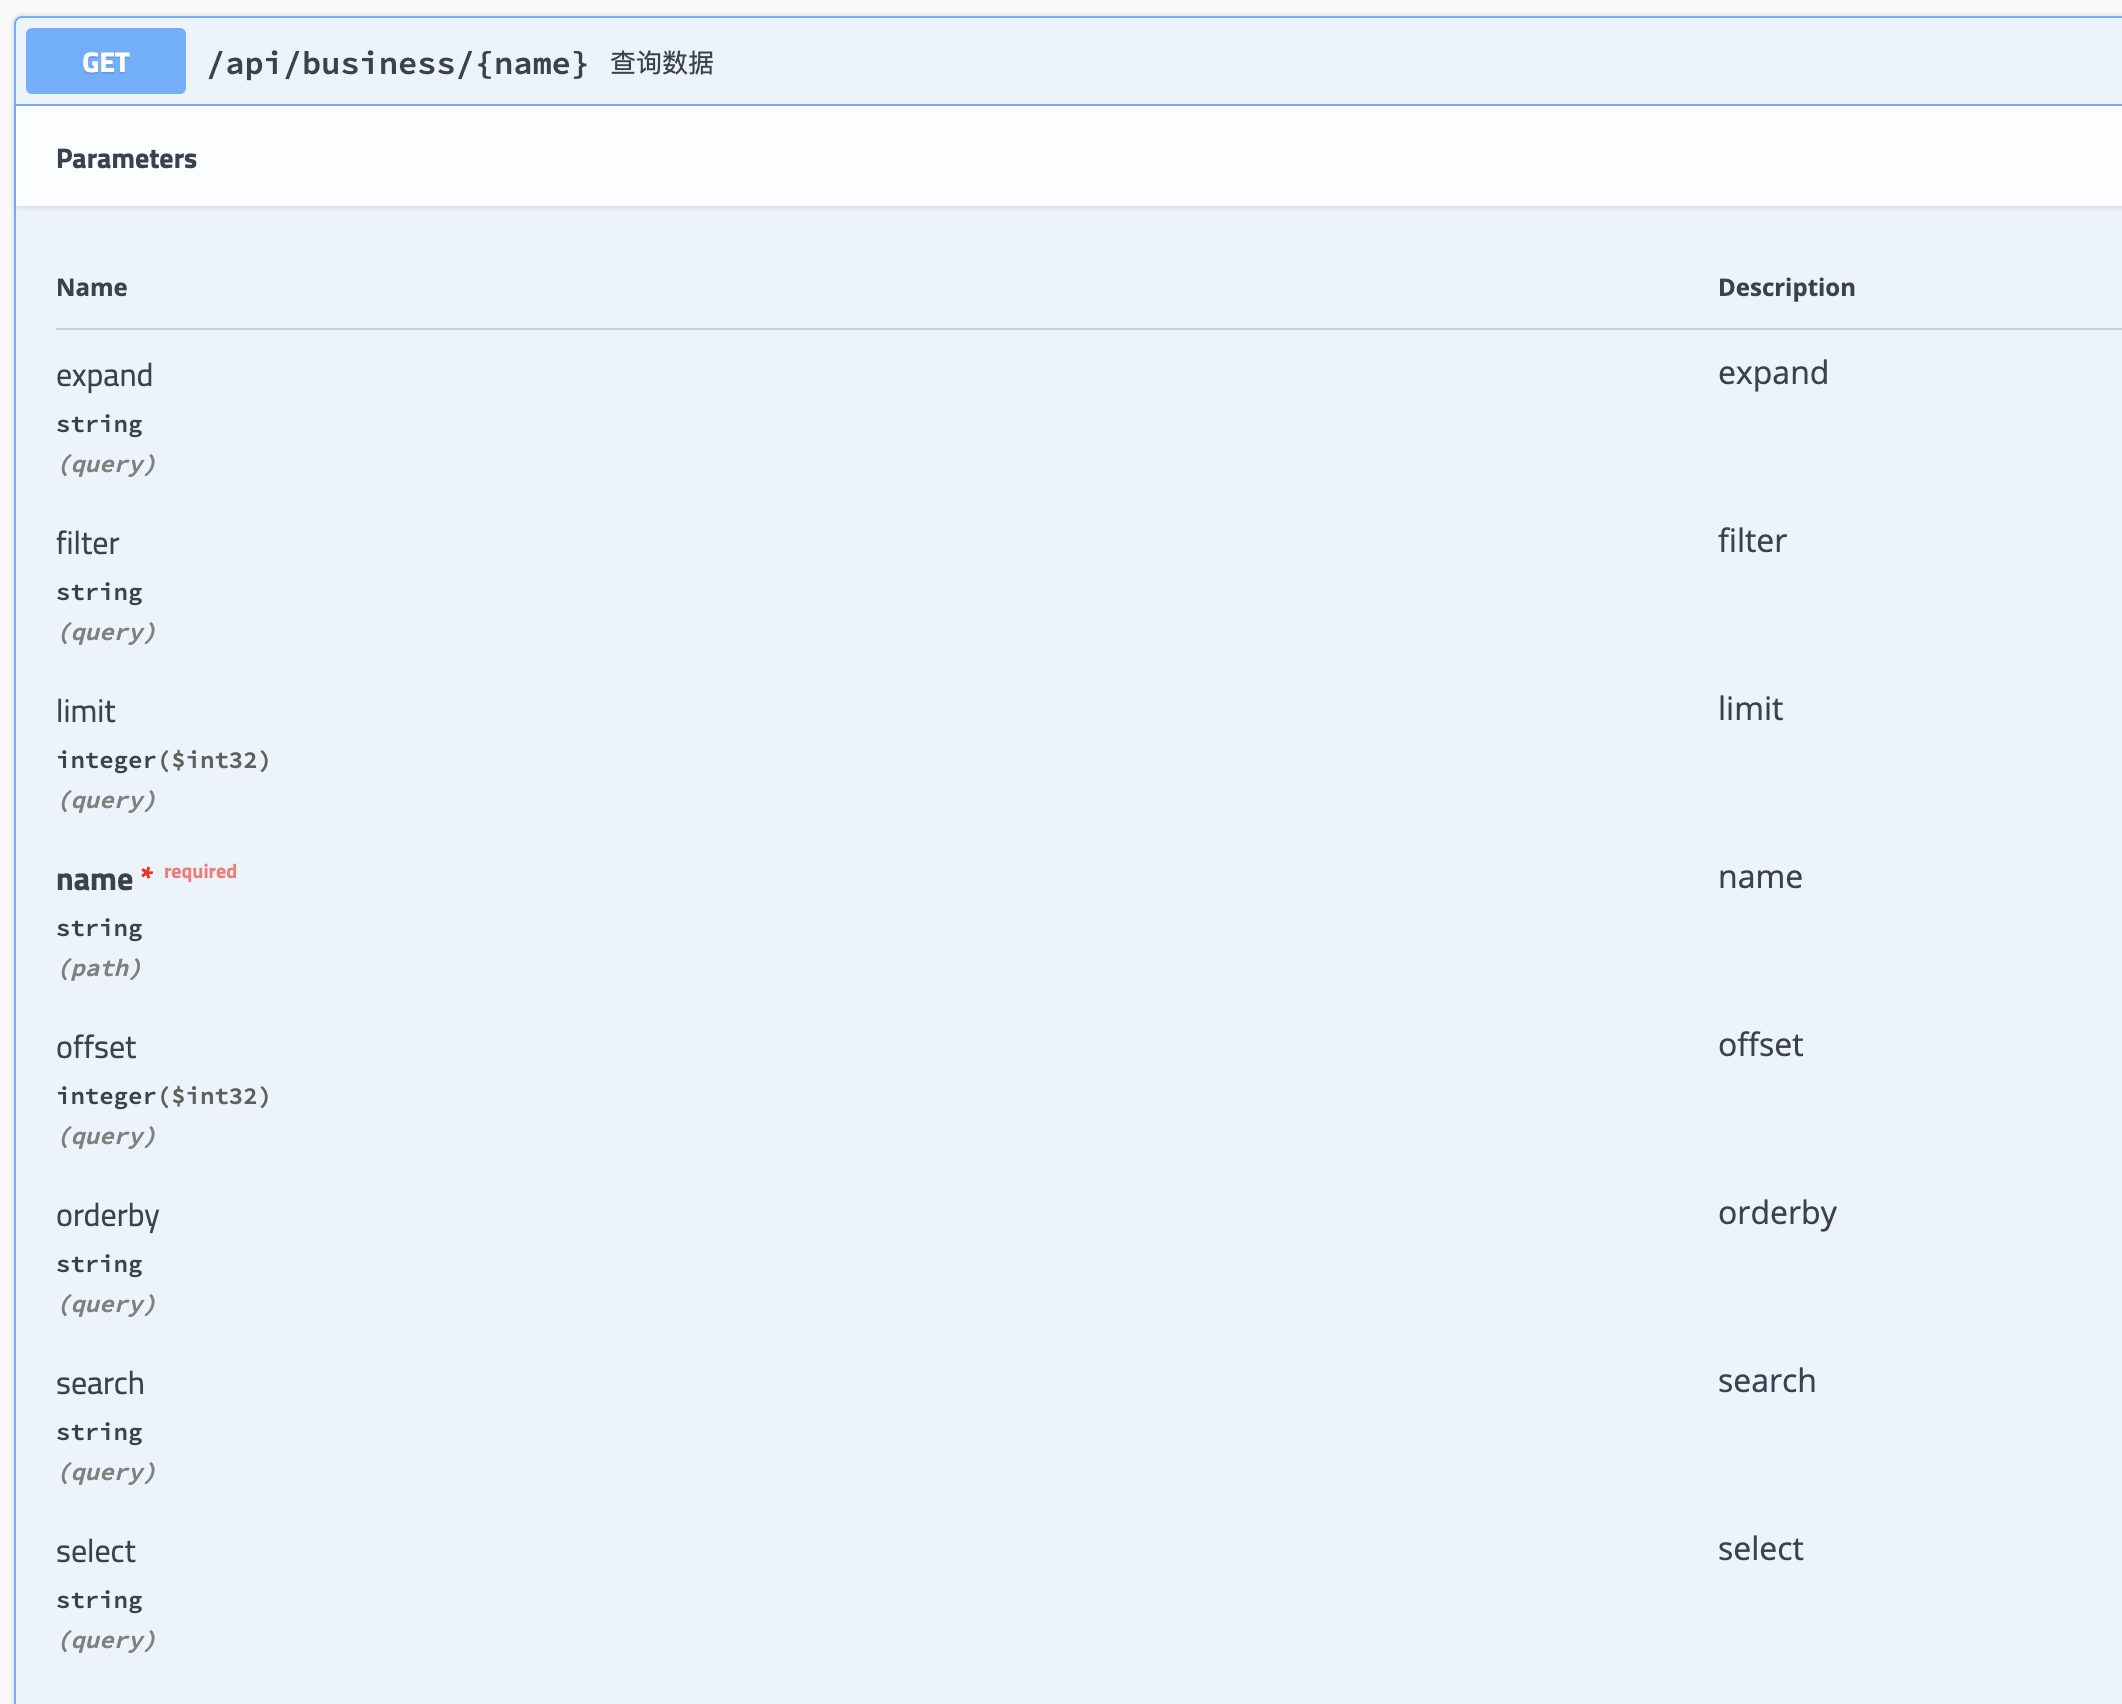 GET /api/business/{name} 查询数据
Parameters
Name Description
expand expand
string
(query)
filter filter
string
(query)
limit limit
integer($int32)
(query)
name * required name
string
(path)
offset offset
integer($int32)
(query)
orderby orderby
string
(query)
search search
string
(query)
select select
string
(query)